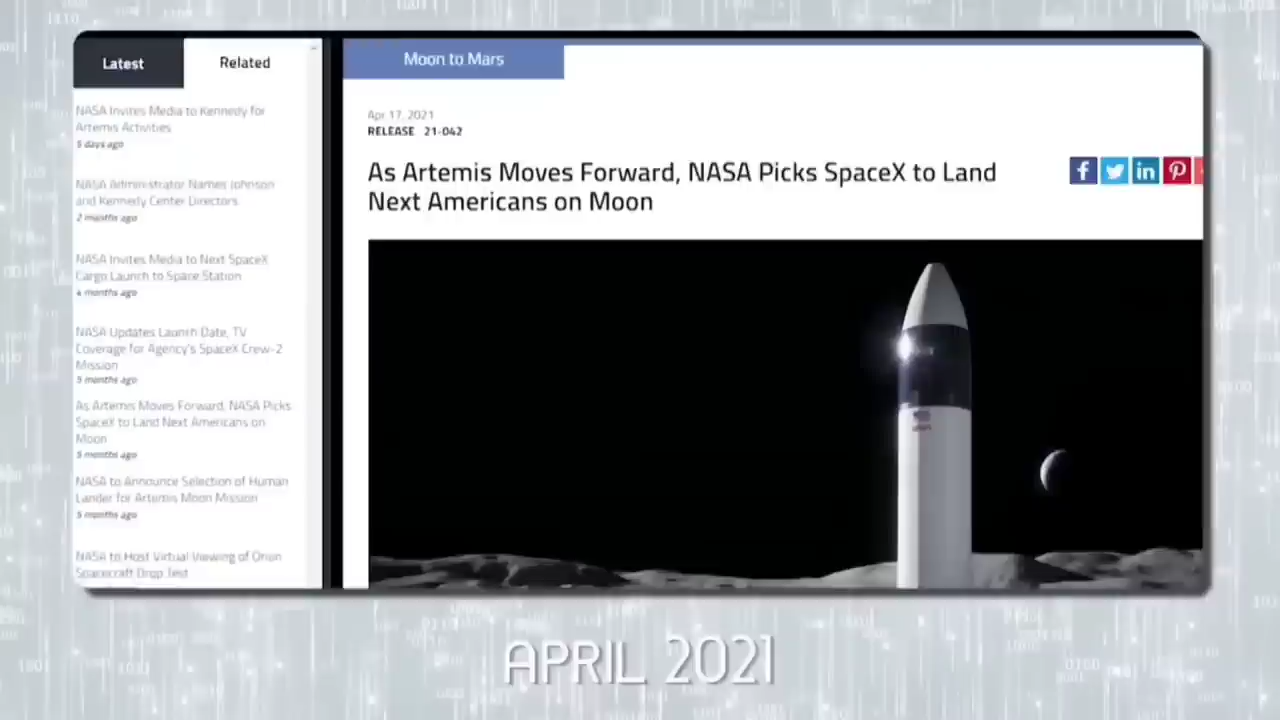 Latest
Related
NASA Invites Media to Kennedy for
Artemis Activities
5 days ago
NASA Administrator Names Johnson
and Kennedy Center Directors
2 months ago
NASA Invites Media to Next SpaceX
Cargo Launch to Space Station
4 months ago
NASA Updates Launch Date, TV
Coverage for Agency's SpaceX Crew-2
Mission
5 months ago
As Artemis Moves Forward, NASA Picks
SpaceX to Land Next Americans on
Moon
5 months ago
NASA to Announce Selection of Human
Lander for Artemis Moon Mission
5 months ago
NASA to Host Virtual Viewing of Orion
Spacecraft Drop Test
Moon to Mars
Apr 17, 2021
RELEASE 21-042
As Artemis Moves Forward, NASA Picks SpaceX to Land
Next Americans on Moon
APRIL 2021